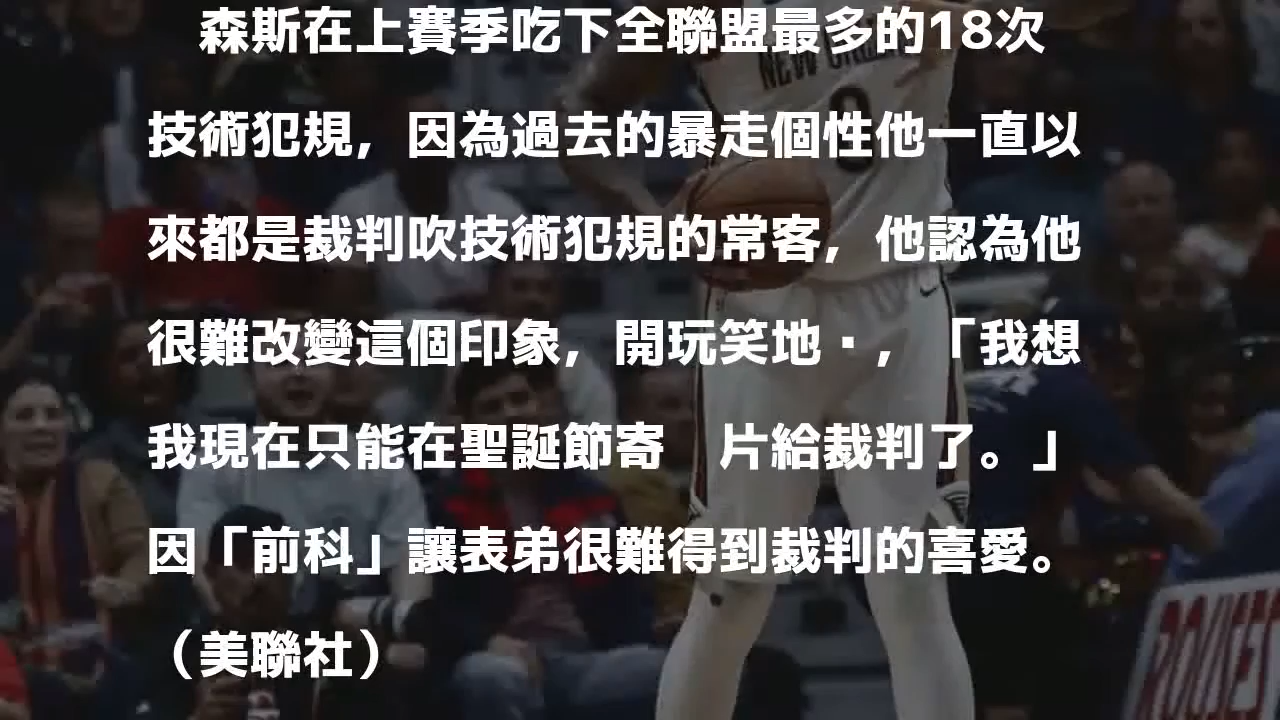 森斯在上賽季吃下全聯盟最多的18次
技術犯規，因為過去的暴走個性他一直以
來都是裁判吹技術犯規的常客，他認為他
很難改變這個印象，開玩笑地·，「我想
我現在只能在聖誕節寄　片給裁判了。」
因「前科」讓表弟很難得到裁判的喜愛。
（美聯社）
NEW ORLEANS
0